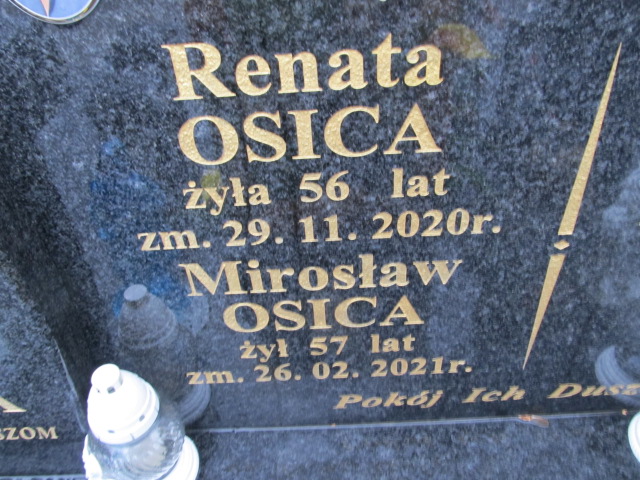 Renata
OSICA
żyła 56 lat
zm. 29. 11. 2020r.
Mirosław
OSICA
żył 57 lat
zm. 26. 02. 2021r.
Pokój Ich